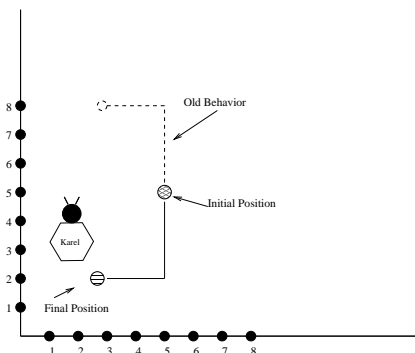 8
Old Behavior
7
6
5
Initial Position
4
Karel
3
2
1
Final Position
1 2 3 4 5 6 7 8